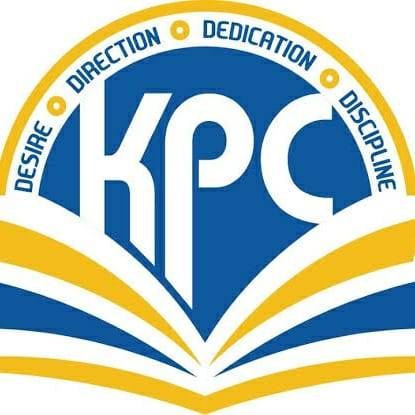 DESIRE DIRECTION DEDICATION DISCIPLINE
KPC